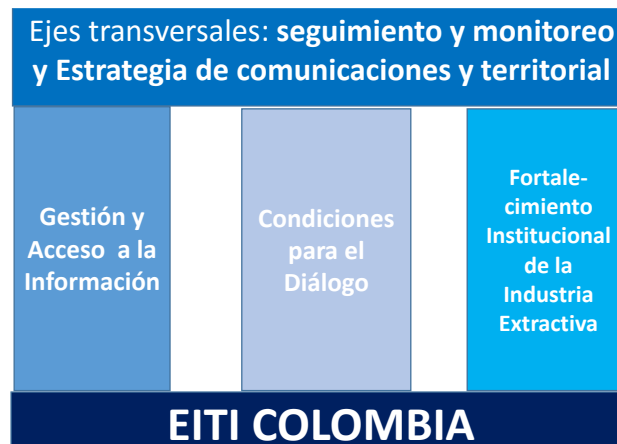 Ejes transversales: seguimiento y monitoreo
y Estrategia de comunicaciones y territorial
Gestión y
Acceso a la
Información
Condiciones
para el
Diálogo
Fortale-
cimiento
Institucional
de la
Industria
Extractiva
EITI COLOMBIA